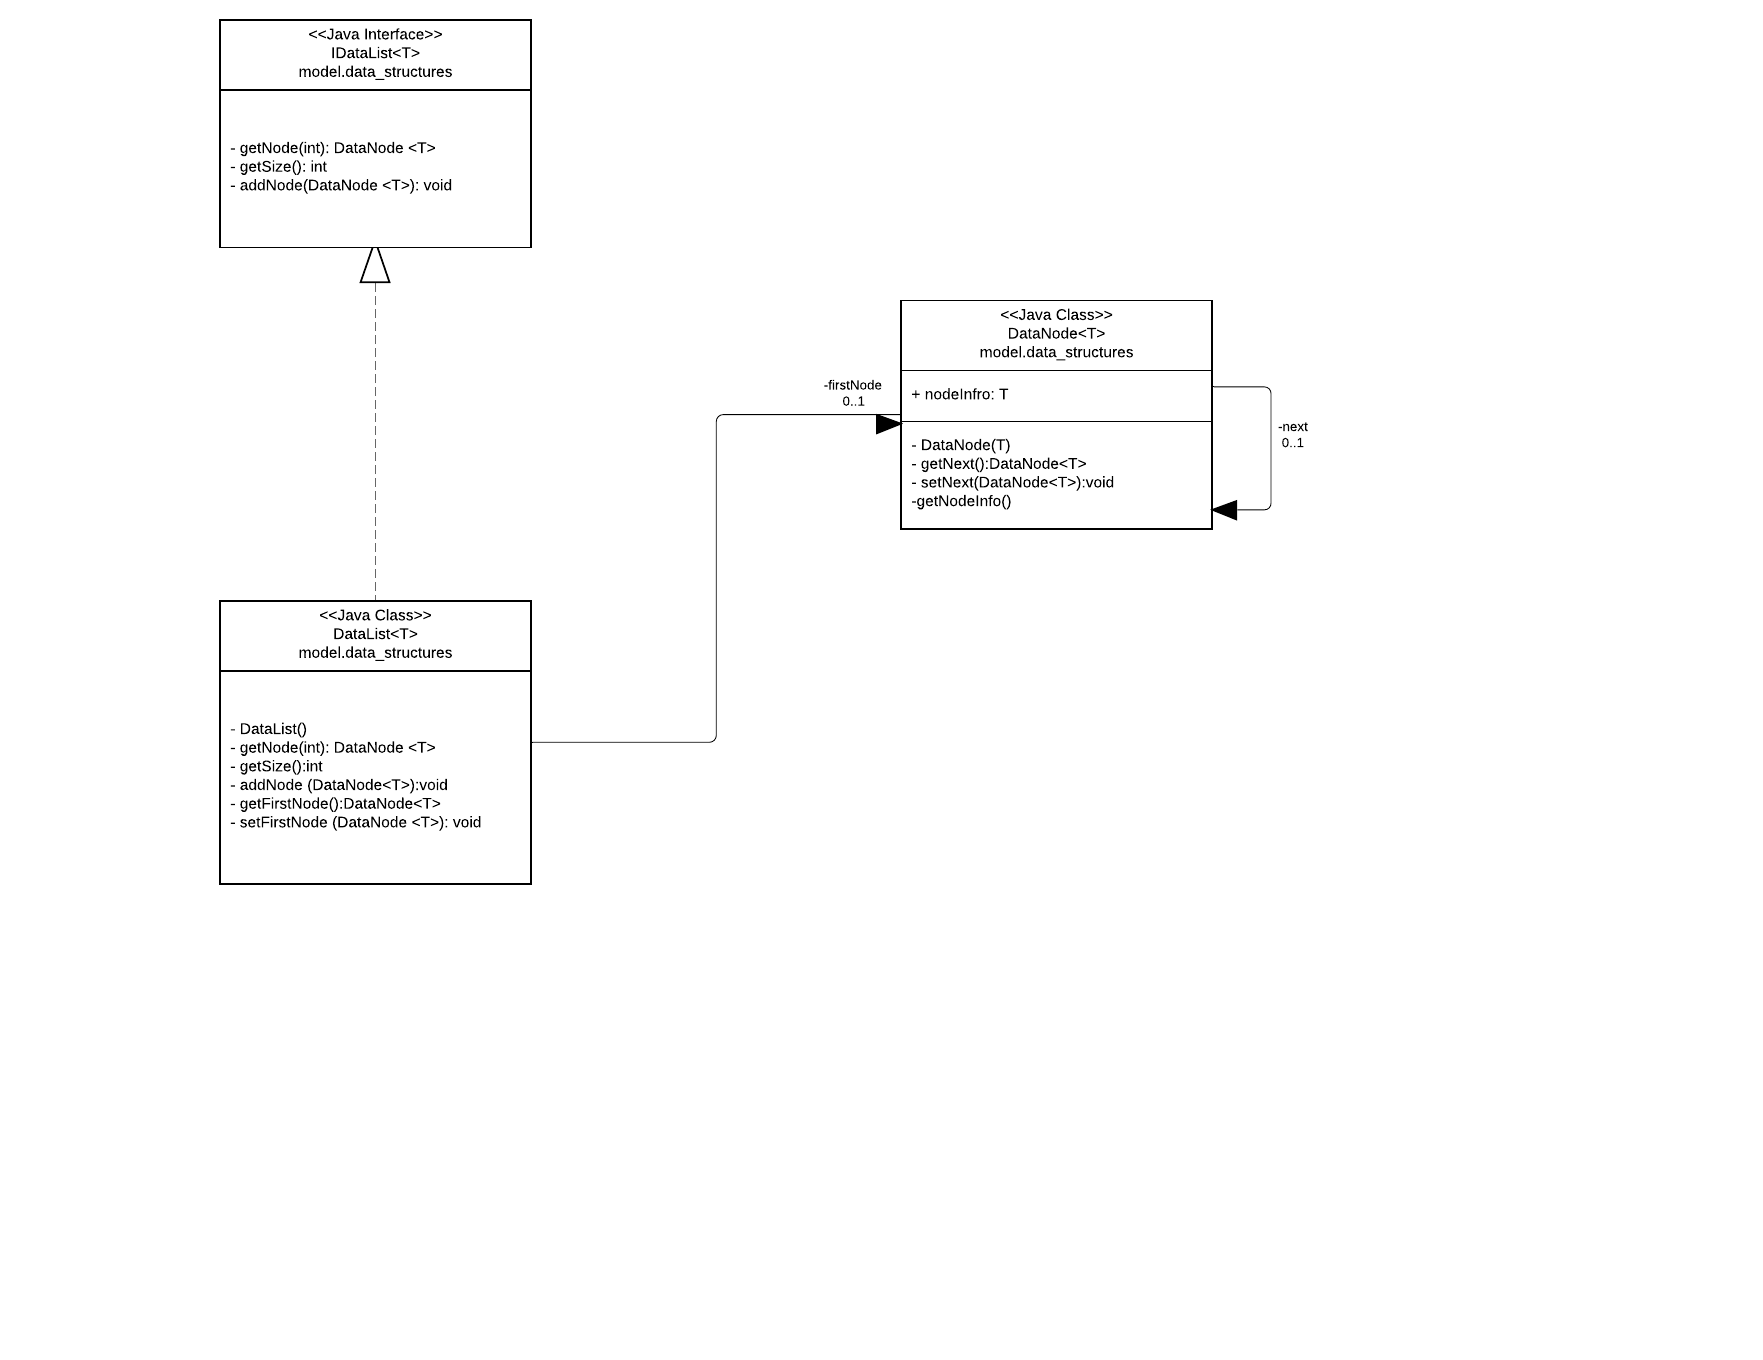 <<Java Interface>>
IDataList<T>
model.data_structures
- getNode(int): DataNode <T>
- getSize(): int
- addNode(DataNode <T>): void
<<Java Class>>
DataNode<T>
model.data_structures
+ nodeInfro: T
- DataNode(T)
- getNext():DataNode<T>
- setNext(DataNode<T>):void
-getNodeInfo()
-firstNode
0..1
-next
0..1
<<Java Class>>
DataList<T>
model.data_structures
- DataList()
- getNode(int): DataNode <T>
- getSize():int
- addNode (DataNode<T>):void
- getFirstNode():DataNode<T>
- setFirstNode (DataNode <T>): void